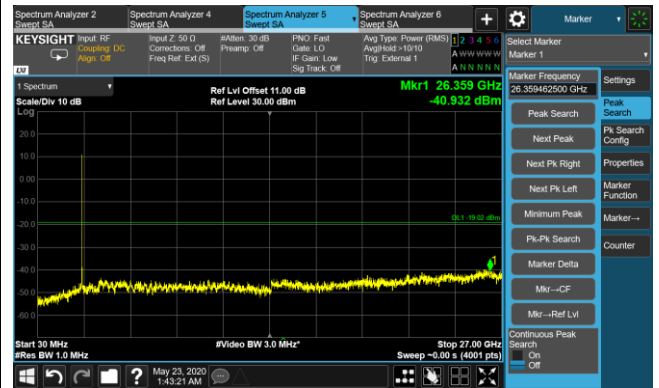 Spectrum Analyzer 2
Swept SA
Spectrum Analyzer 4
Swept SA
Spectrum Analyzer 5
Swept SA
Spectrum Analyzer 6
Swept SA
+
Marker
KEYSIGHT
Input: RF
Coupling: DC
Align: Off
Input Z: 50 Ω
Corrections: Off
Freq Ref: Ext (S)
#Atten: 30 dB
Preamp: Off
PNO: Fast
Gate: LO
IF Gain: Low
Sig Track: Off
Avg Type: Power (RMS)
Avg|Hold:>10/10
Trig: External 1
1 2 3 4 5 6
A W W W W W
A N N N N N
LXI
Select Marker
Marker 1
1 Spectrum
Scale/Div 10 dB
Log
Ref Lvl Offset 11.00 dB
Ref Level 30.00 dBm
Mkr1 26.359 GHz
-40.932 dBm
20.0
10.0
0.00
-10.0
-20.0
-30.0
-40.0
-50.0
-60.0
DL1 -19.02 dBm
1
Start 30 MHz
#Res BW 1.0 MHz
#Video BW 3.0 MHz*
Stop 27.00 GHz
Sweep ~0.00 s (4001 pts)
Marker Frequency
26.359462500 GHz
Peak Search
Next Peak
Next Pk Right
Next Pk Left
Minimum Peak
Pk-Pk Search
Marker Delta
Mkr→CF
Mkr→Ref Lvl
Continuous Peak
Search
On
Off
Settings
Peak
Search
Pk Search
Config
Properties
Marker
Function
Marker→
Counter
?
May 23, 2020
1:43:21 AM